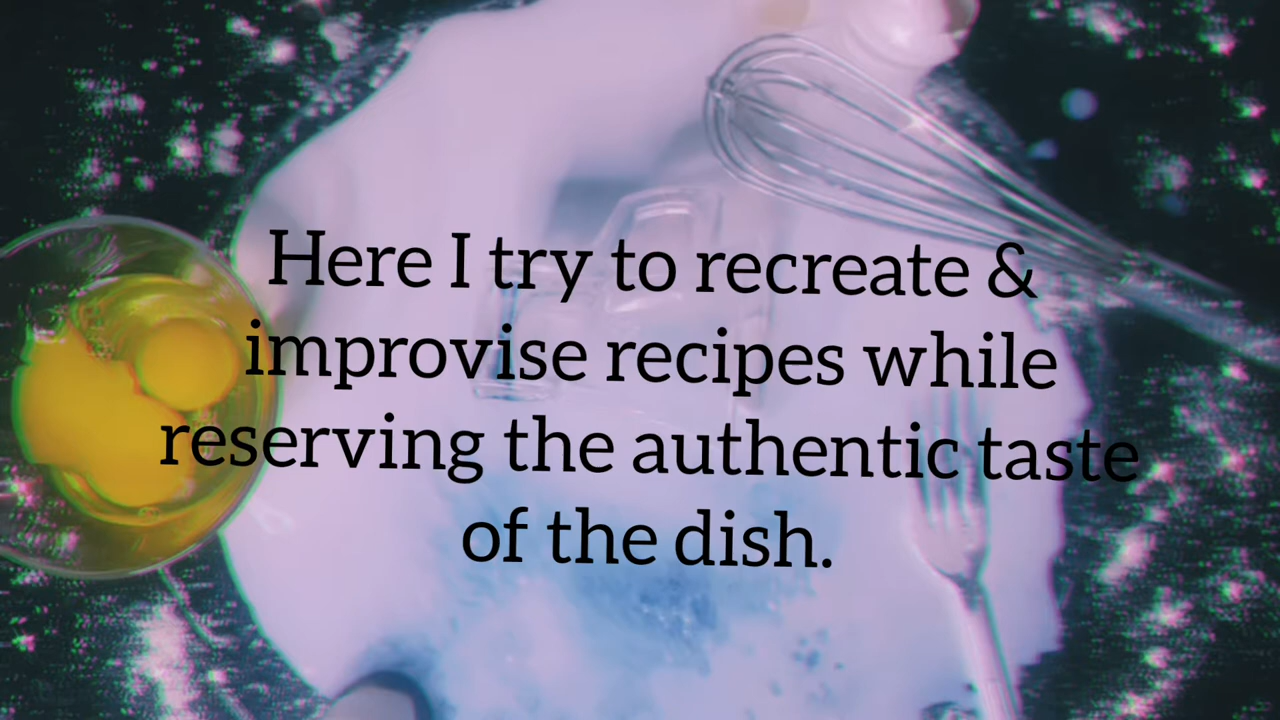 Here I try to recreate &
improvise recipes while
reserving the authentic taste
of the dish.